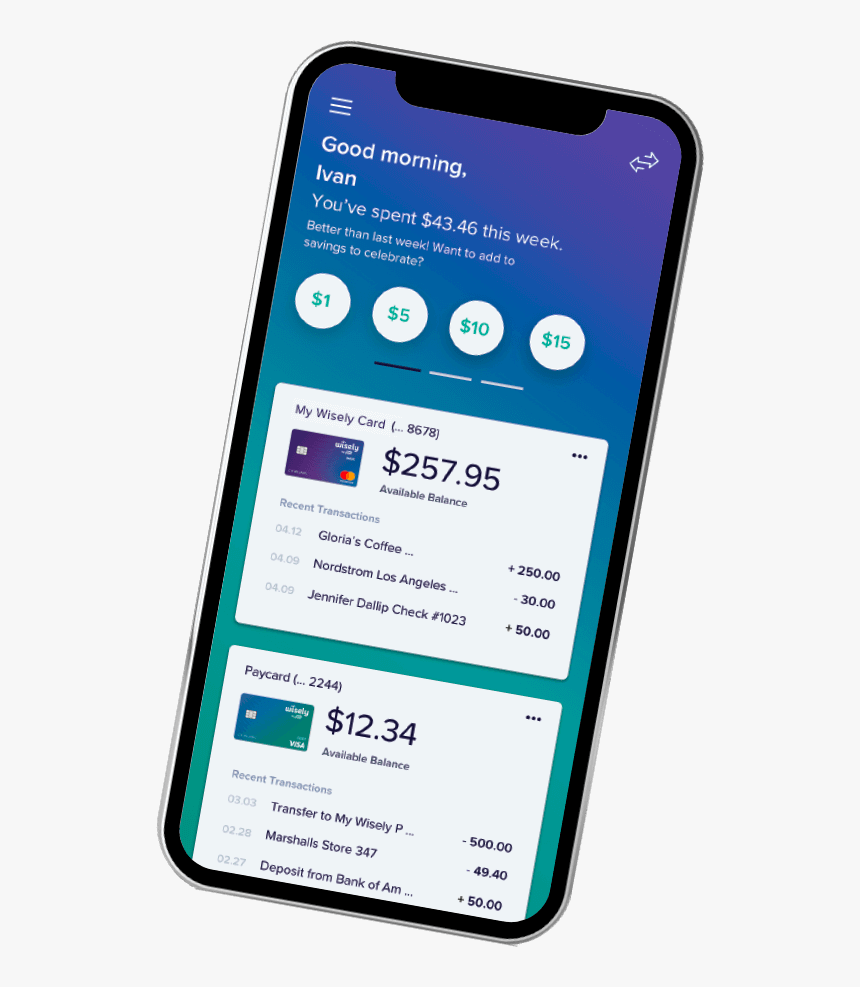 Good morning,
Ivan
You've spent $43.46 this week.
Better than last week! Want to add to
savings to celebrate?
$1 $5 $10 $15
My Wisely Card (... 8678)
wisely
$257.95
Available Balance
Recent Transactions
04.12 Gloria's Coffee ... + 250.00
04.09 Nordstrom Los Angeles ... - 30.00
04.09 Jennifer Dallip Check #1023 + 50.00
Paycard (... 2244)
wisely
$12.34
VISA
Available Balance
Recent Transactions
03.03 Transfer to My Wisely P ... - 500.00
02.28 Marshalls Store 347 - 49.40
02.27 Deposit from Bank of Am ... + 50.00